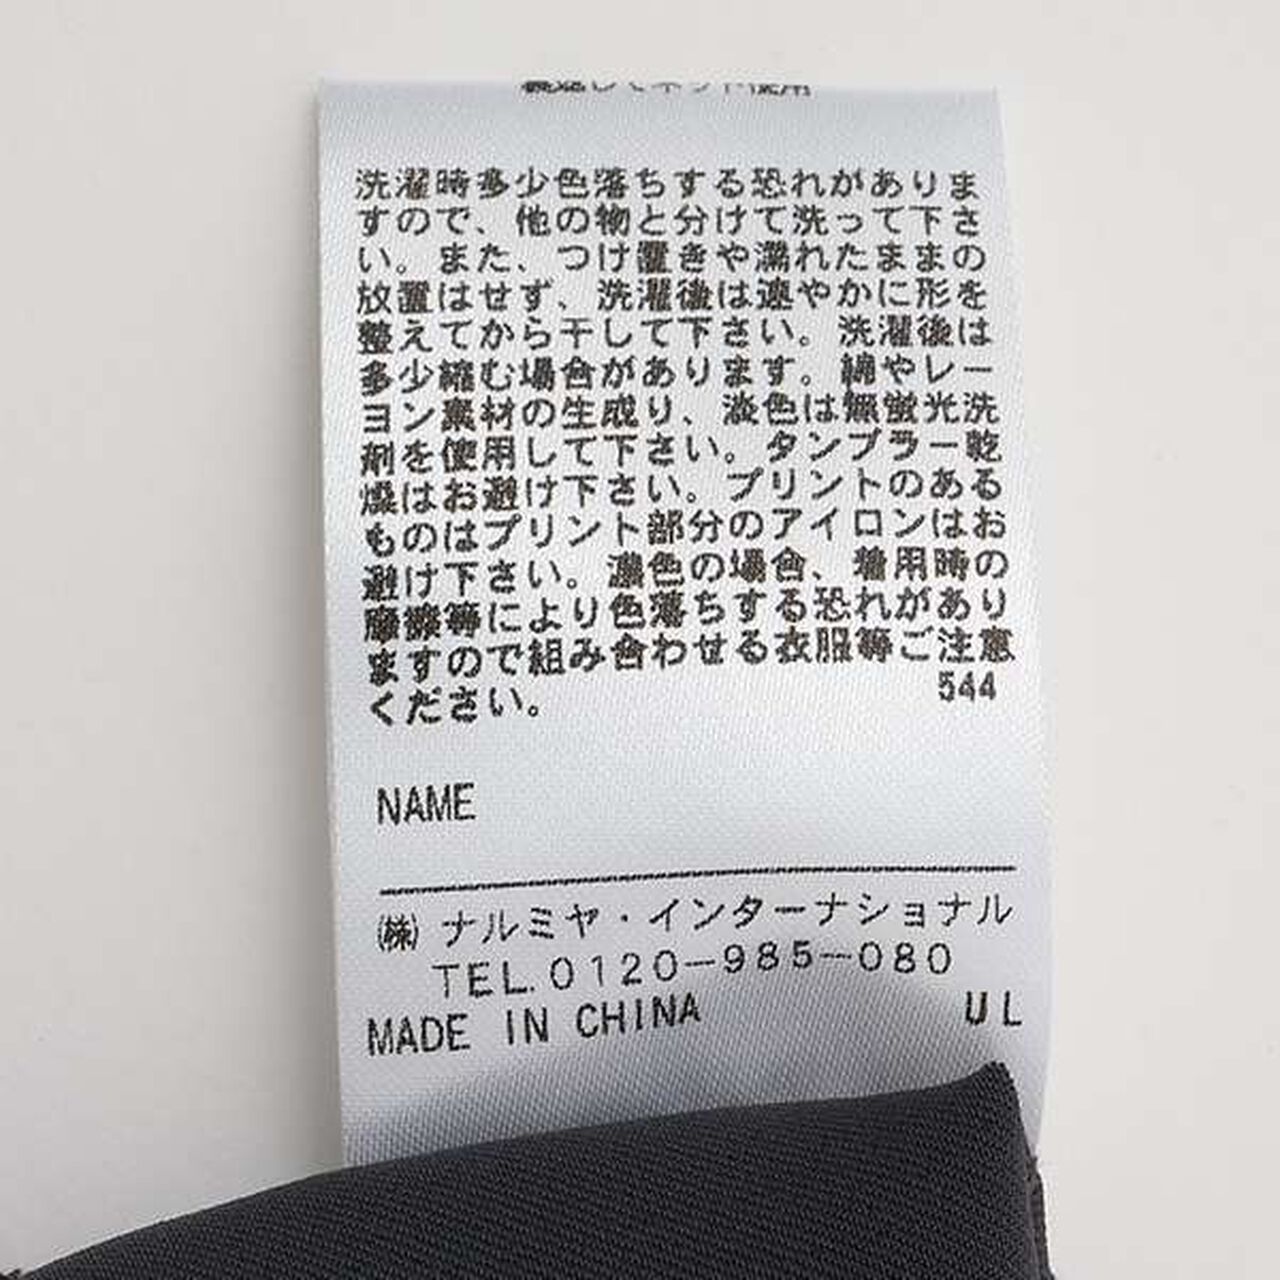 裏返してネット使用
洗濯時多少色落ちする恐れがありま
すので、他の物と分けて洗って下さ
い。また、つけ置きや濡れたままの
放置はせず、洗濯後は速やかに形を
整えてから干して下さい。洗濯後は
多少縮む場合があります。綿やレー
ヨン素材の生成り、淡色は無蛍光洗
剤を使用して下さい。タンブラー乾
燥はお避け下さい。プリントのある
ものはプリント部分のアイロンはお
避け下さい。濃色の場合、着用時の
摩擦等により色落ちする恐れがあり
ますので組み合わせる衣服等ご注意
ください。 544
NAME
㈱ ナルミヤ・インターナショナル
TEL.0120-985-080
MADE IN CHINA UL